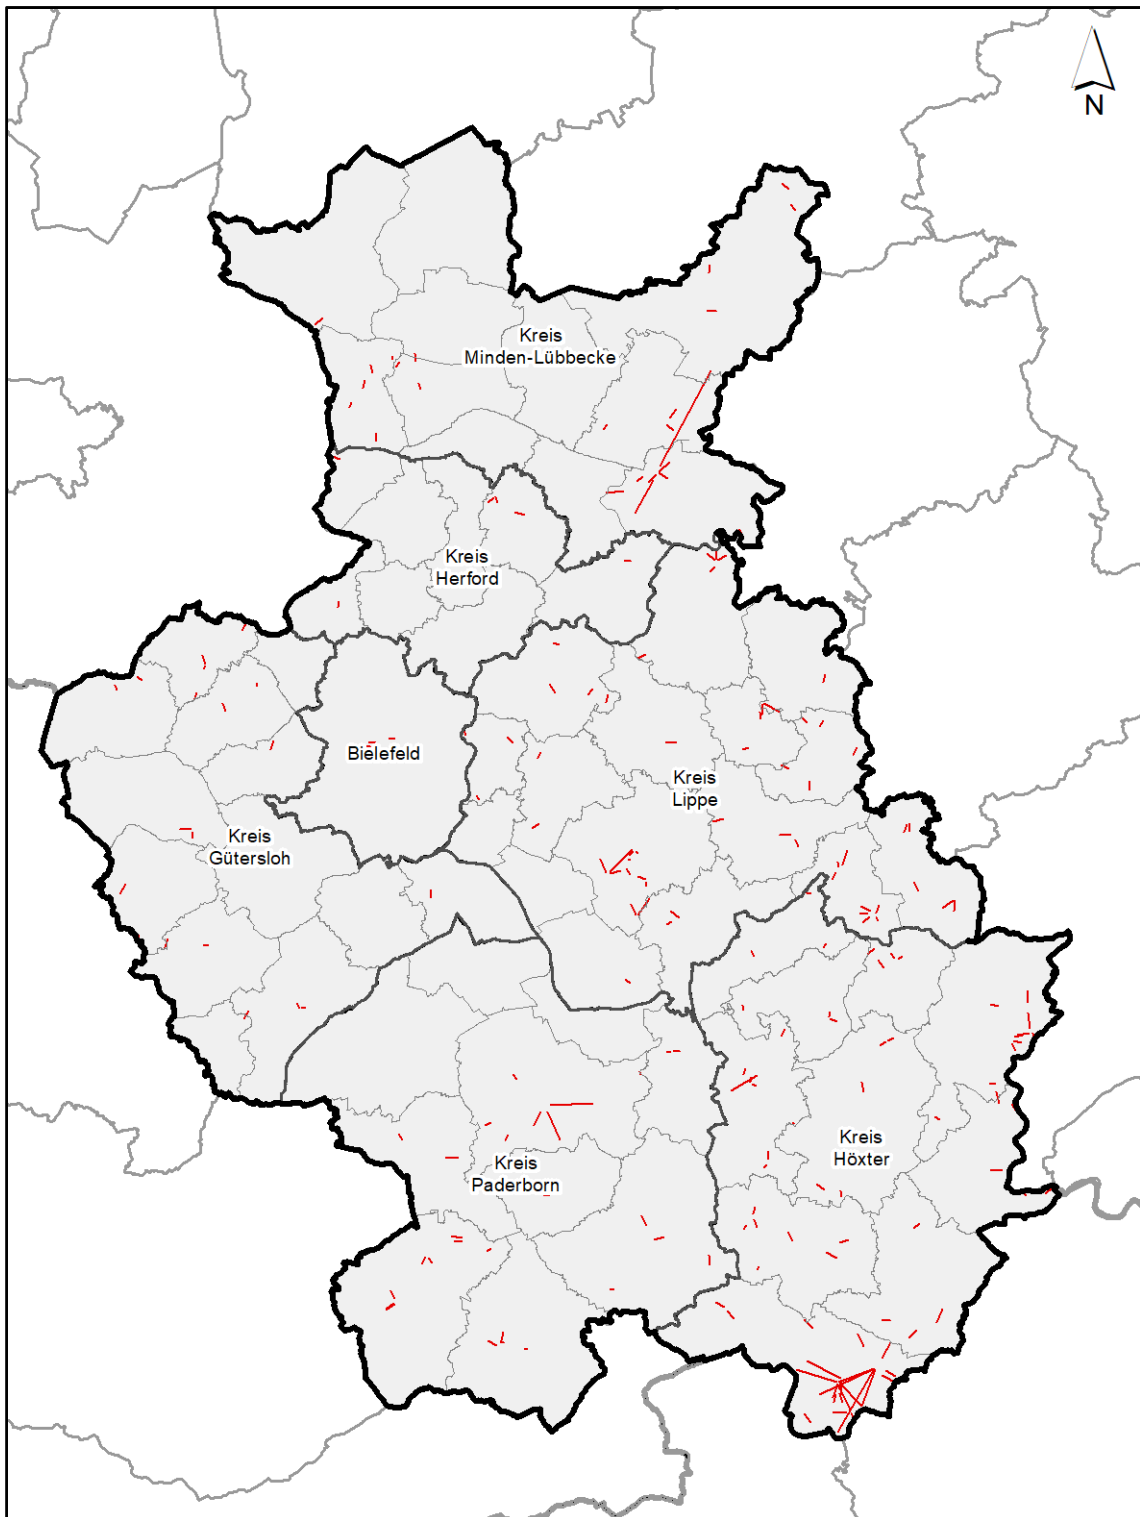 N
Kreis
Minden-Lübbecke
Kreis
Herford
Bielefeld
Kreis
Lippe
Kreis
Gütersloh
Kreis
Höxter
Kreis
Paderborn